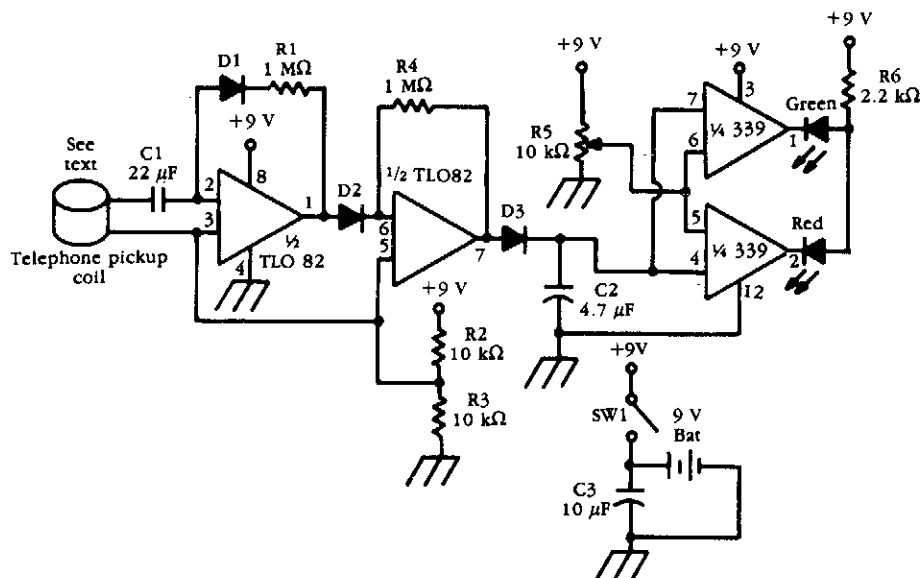 See
text
C1
22 μF
Telephone pickup
coil
D1
R1
1 MΩ
+9 V
2
3
8
4
1
½
TLO 82
D2
R4
1 MΩ
1/2 TLO82
6
5
7
D3
+9 V
R2
10 kΩ
R3
10 kΩ
C2
4.7 μF
+9 V
R5
10 kΩ
+9 V
3
7
6
¼ 339
1
Green
+9 V
R6
2.2 kΩ
5
4
¼ 339
2
12
Red
+9V
SW1
9 V
Bat
C3
10 μF